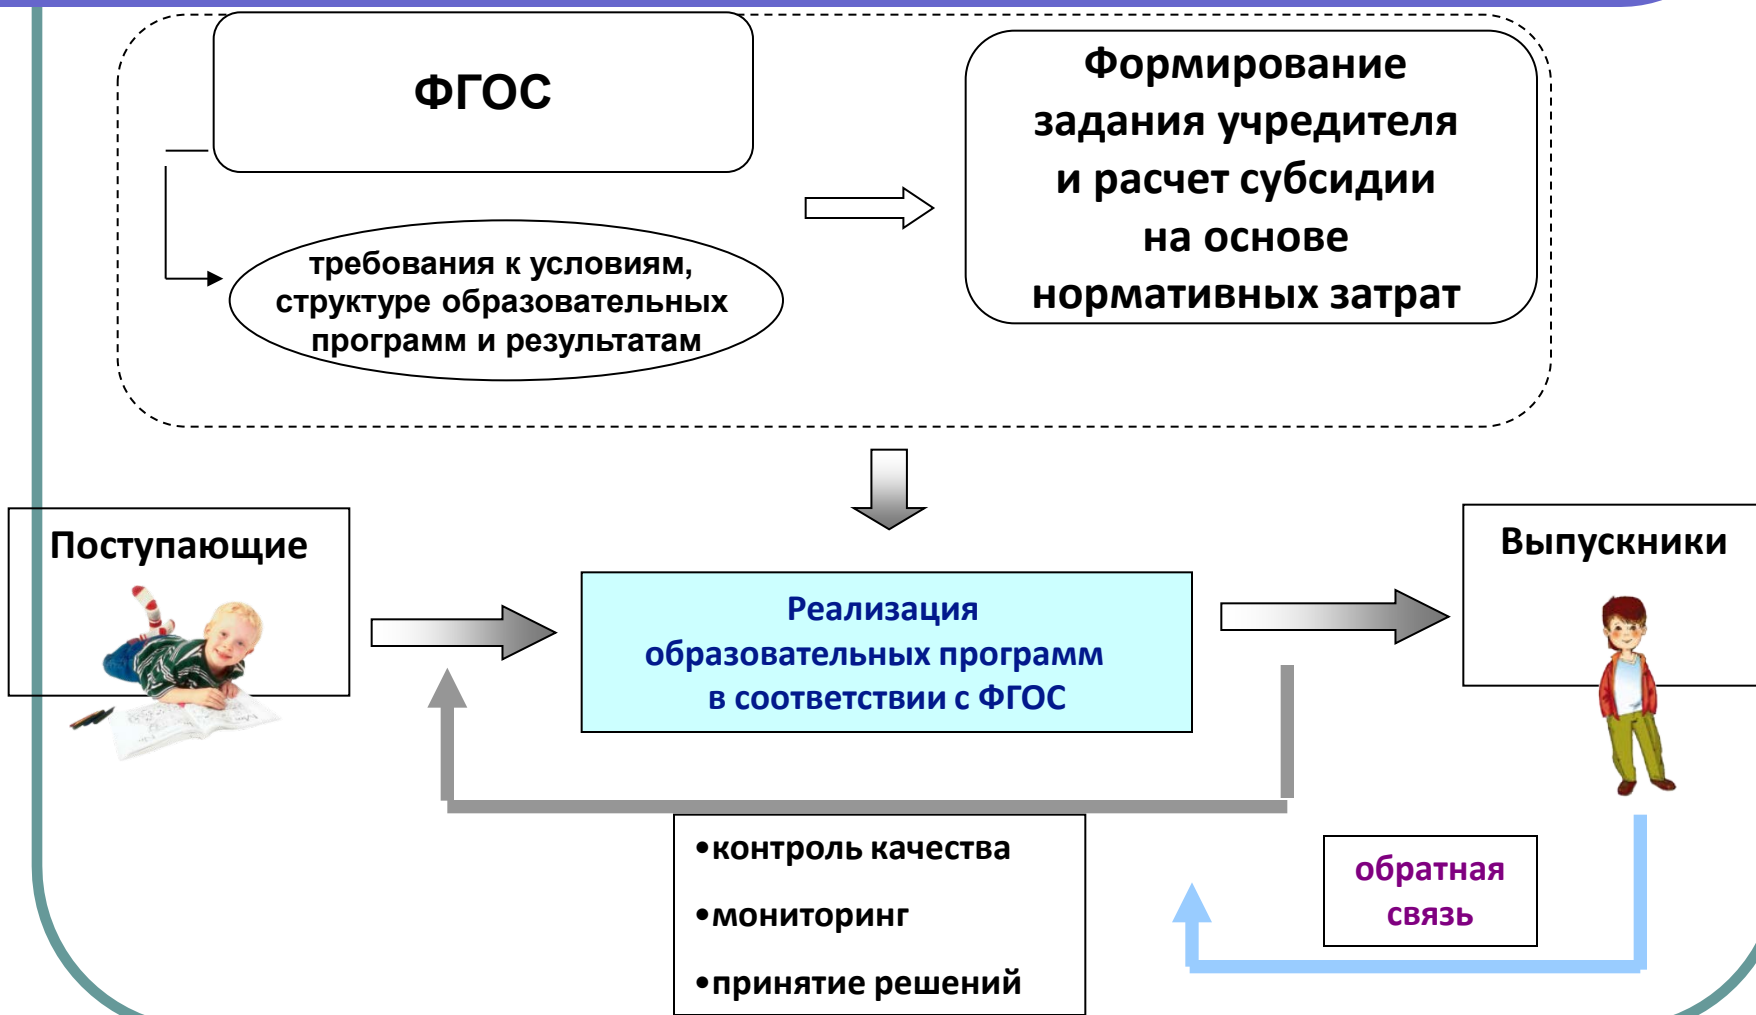 ФГОС
требования к условиям,
структуре образовательных
программ и результатам
Формирование
задания учредителя
и расчет субсидии
на основе
нормативных затрат
Поступающие
Реализация
образовательных программ
в соответствии с ФГОС
Выпускники
•контроль качества
•мониторинг
•принятие решений
обратная
связь